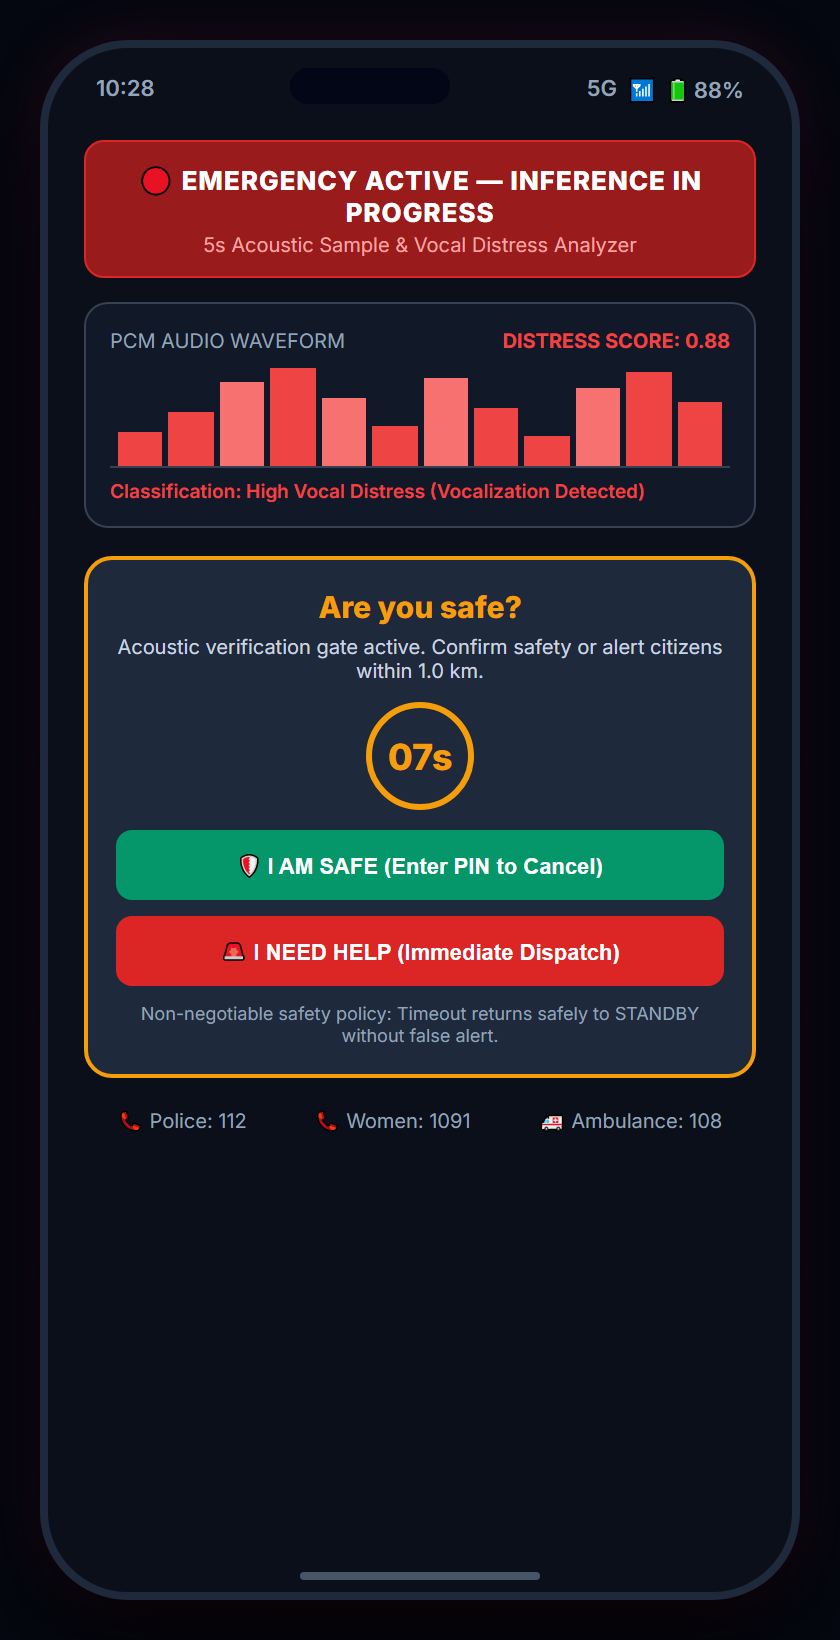 10:28
5G 88%
EMERGENCY ACTIVE — INFERENCE IN
PROGRESS
5s Acoustic Sample & Vocal Distress Analyzer
PCM AUDIO WAVEFORM
DISTRESS SCORE: 0.88
Classification: High Vocal Distress (Vocalization Detected)
Are you safe?
Acoustic verification gate active. Confirm safety or alert citizens
within 1.0 km.
07s
I AM SAFE (Enter PIN to Cancel)
I NEED HELP (Immediate Dispatch)
Non-negotiable safety policy: Timeout returns safely to STANDBY
without false alert.
Police: 112
Women: 1091
Ambulance: 108